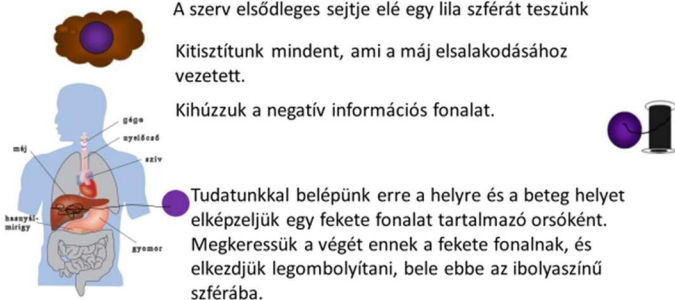 A szerv elsődleges sejtje elé egy lila szférát teszünk
Kitisztítunk mindent, ami a máj elsalakodásához
vezetett.
Kihúzzuk a negatív információs fonalat.
gége
nyelőcső
szív
máj
hasnyál-
mirigy
gyomor
Tudatunkkal belépünk erre a helyre és a beteg helyet
elképzeljük egy fekete fonalat tartalmazó orsóként.
Megkeressük a végét ennek a fekete fonalnak, és
elkezdjük legombolyítani, bele ebbe az ibolyaszínű
szférába.